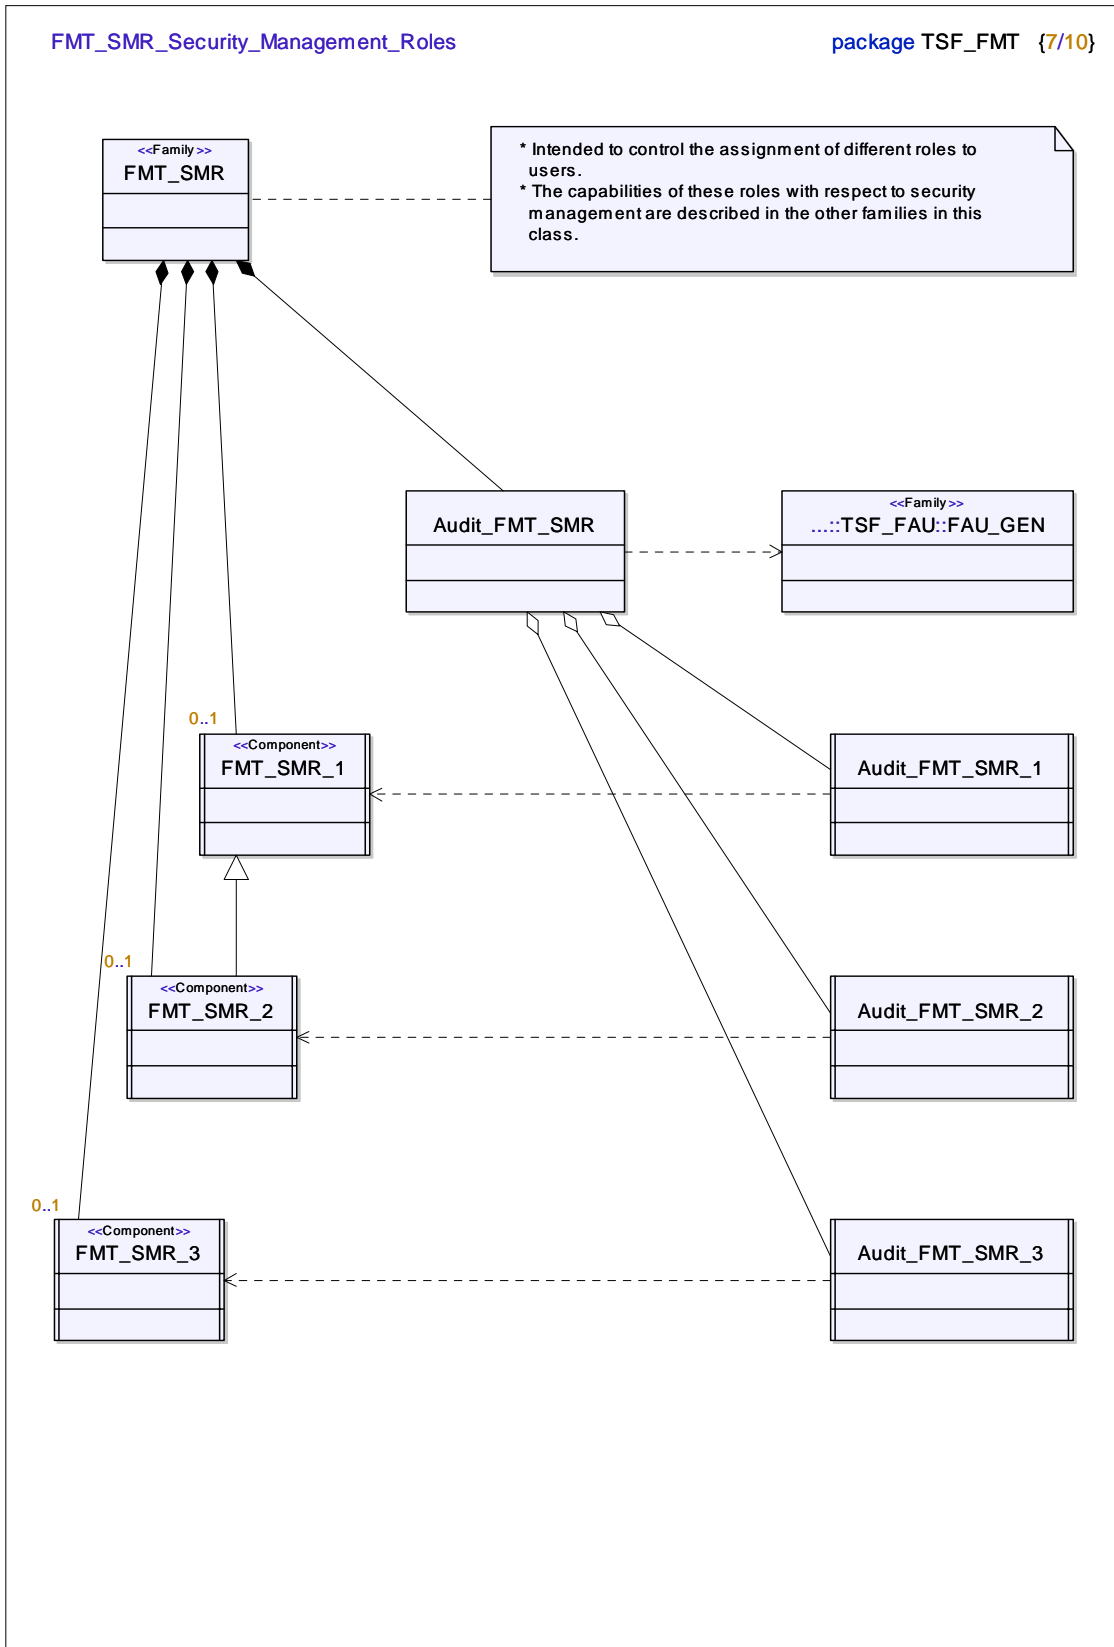 FMT_SMR_Security_Management_Roles
package TSF_FMT {7/10}
<<Family>>
FMT_SMR
* Intended to control the assignment of different roles to
users.
* The capabilities of these roles with respect to security
management are described in the other families in this
class.
Audit_FMT_SMR
<<Family>>
...::TSF_FAU::FAU_GEN
0..1
<<Component>>
FMT_SMR_1
Audit_FMT_SMR_1
0..1
<<Component>>
FMT_SMR_2
Audit_FMT_SMR_2
0..1
<<Component>>
FMT_SMR_3
Audit_FMT_SMR_3